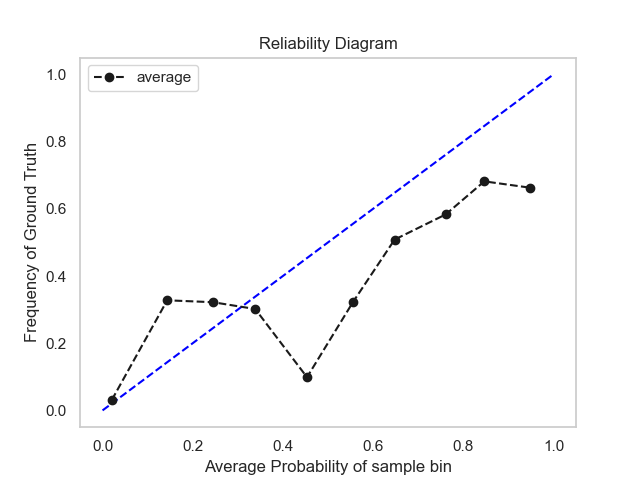 Reliability Diagram
average
Frequency of Ground Truth
1.0
0.8
0.6
0.4
0.2
0.0
0.0 0.2 0.4 0.6 0.8 1.0
Average Probability of sample bin